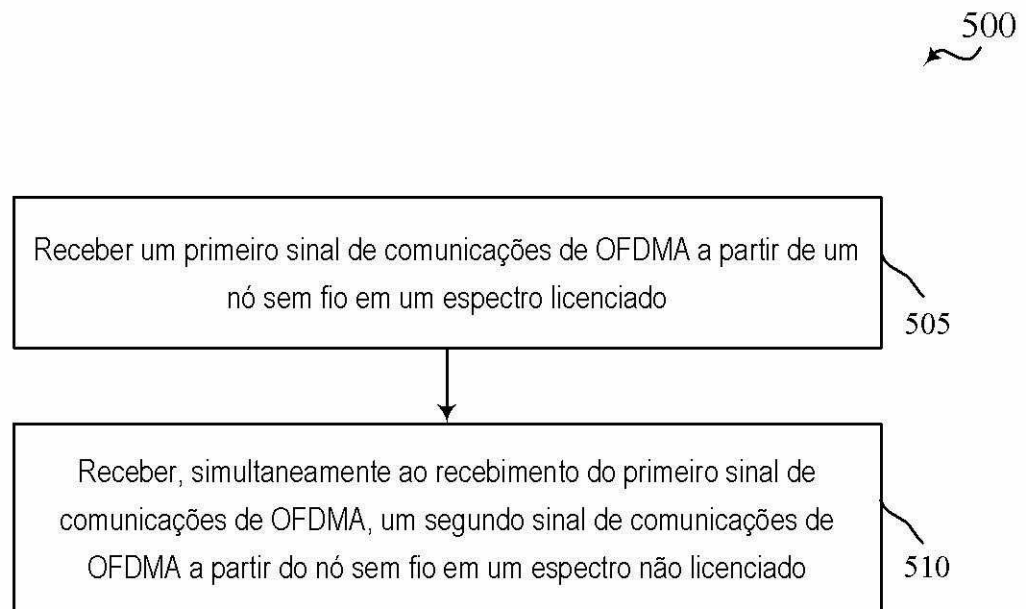 500
Receber um primeiro sinal de comunicações de OFDMA a partir de um
nó sem fio em um espectro licenciado
505
Receber, simultaneamente ao recebimento do primeiro sinal de
comunicações de OFDMA, um segundo sinal de comunicações de
OFDMA a partir do nó sem fio em um espectro não licenciado
510